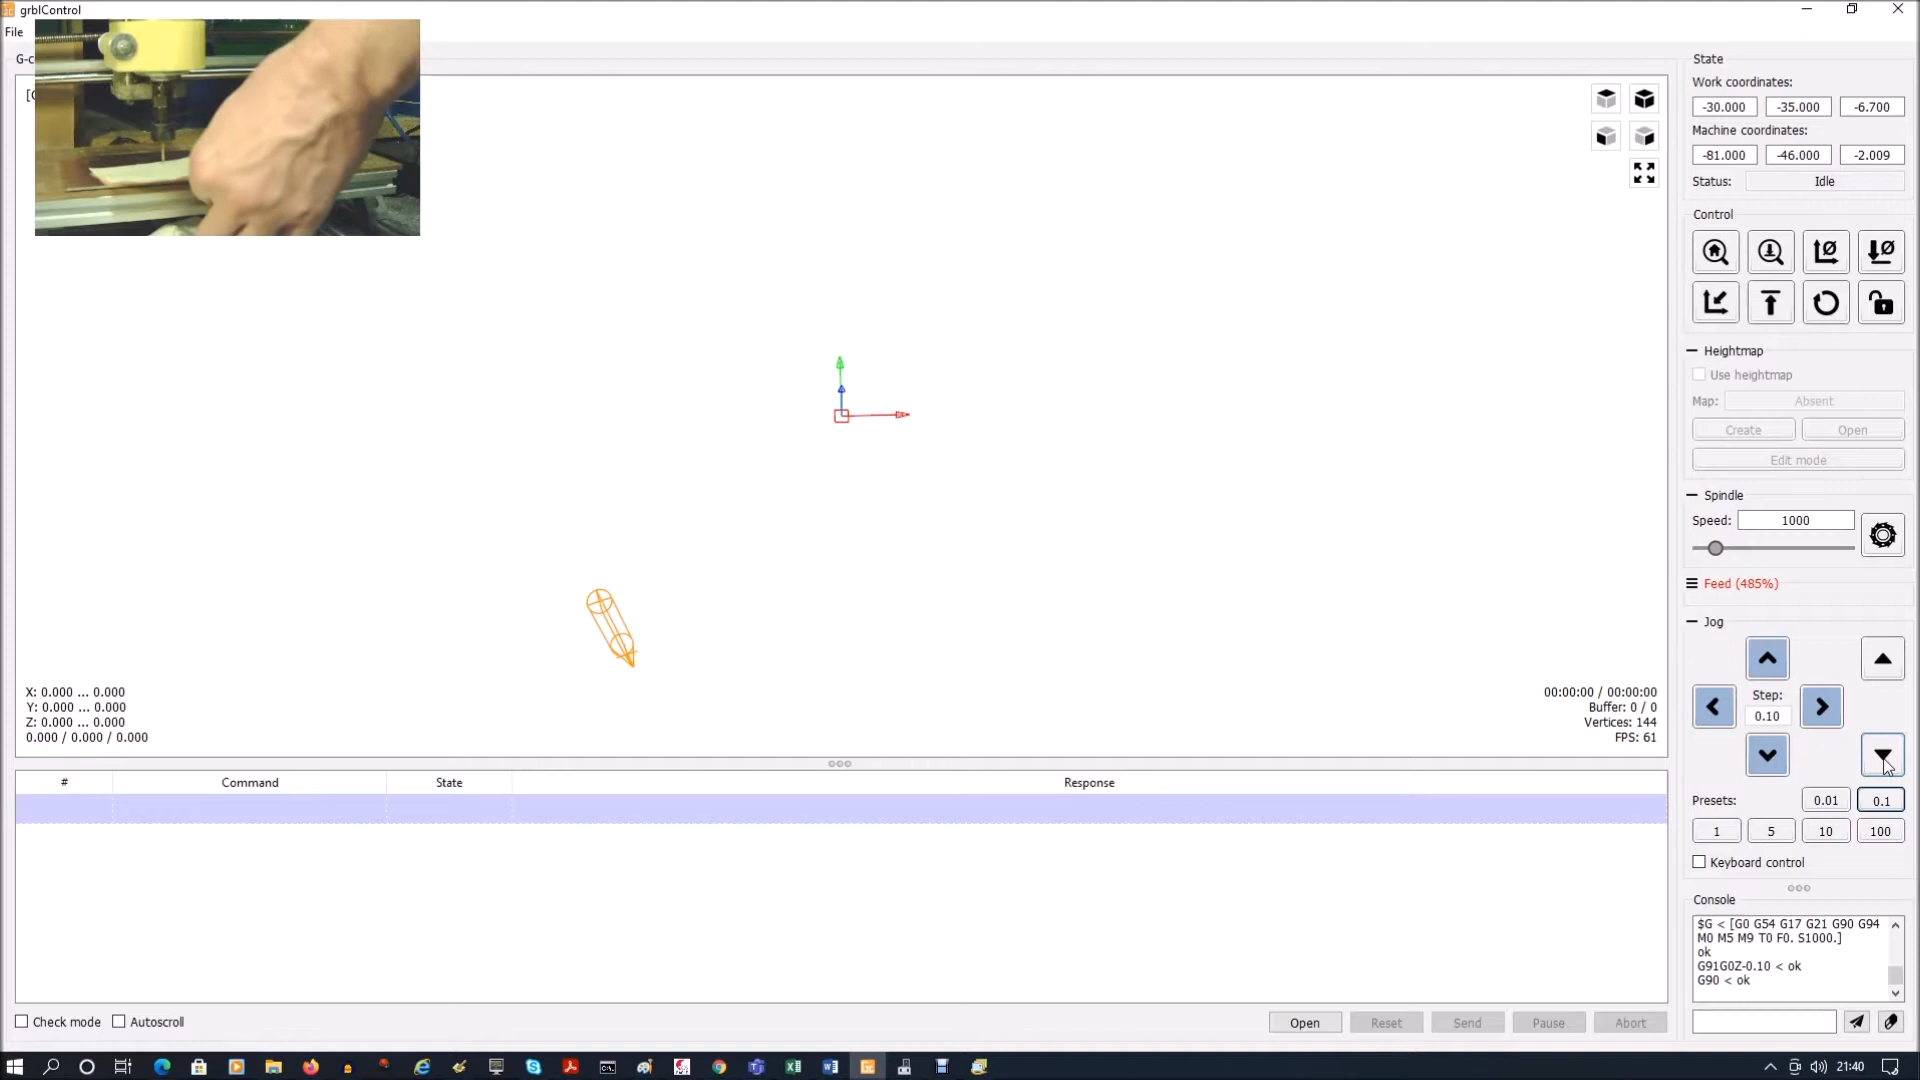 grblControl
File
G-c
State
Work coordinates:
-30.000 -35.000 -6.700
Machine coordinates:
-81.000 -46.000 -2.009
Status: Idle
Control
Heightmap
Use heightmap
Map: Absent
Create Open
Edit mode
Spindle
Speed: 1000
Feed (485%)
Jog
Step:
0.10
Presets: 0.01 0.1
1 5 10 100
Keyboard control
Console
$G < [G0 G54 G17 G21 G90 G94
M0 M5 M9 T0 F0. S1000.]
ok
G91G0Z-0.10 < ok
G90 < ok
X: 0.000 ... 0.000
Y: 0.000 ... 0.000
Z: 0.000 ... 0.000
0.000 / 0.000 / 0.000
00:00:00 / 00:00:00
Buffer: 0 / 0
Vertices: 144
FPS: 61
# Command State Response
Check mode Autoscroll
Open Reset Send Pause Abort
21:40